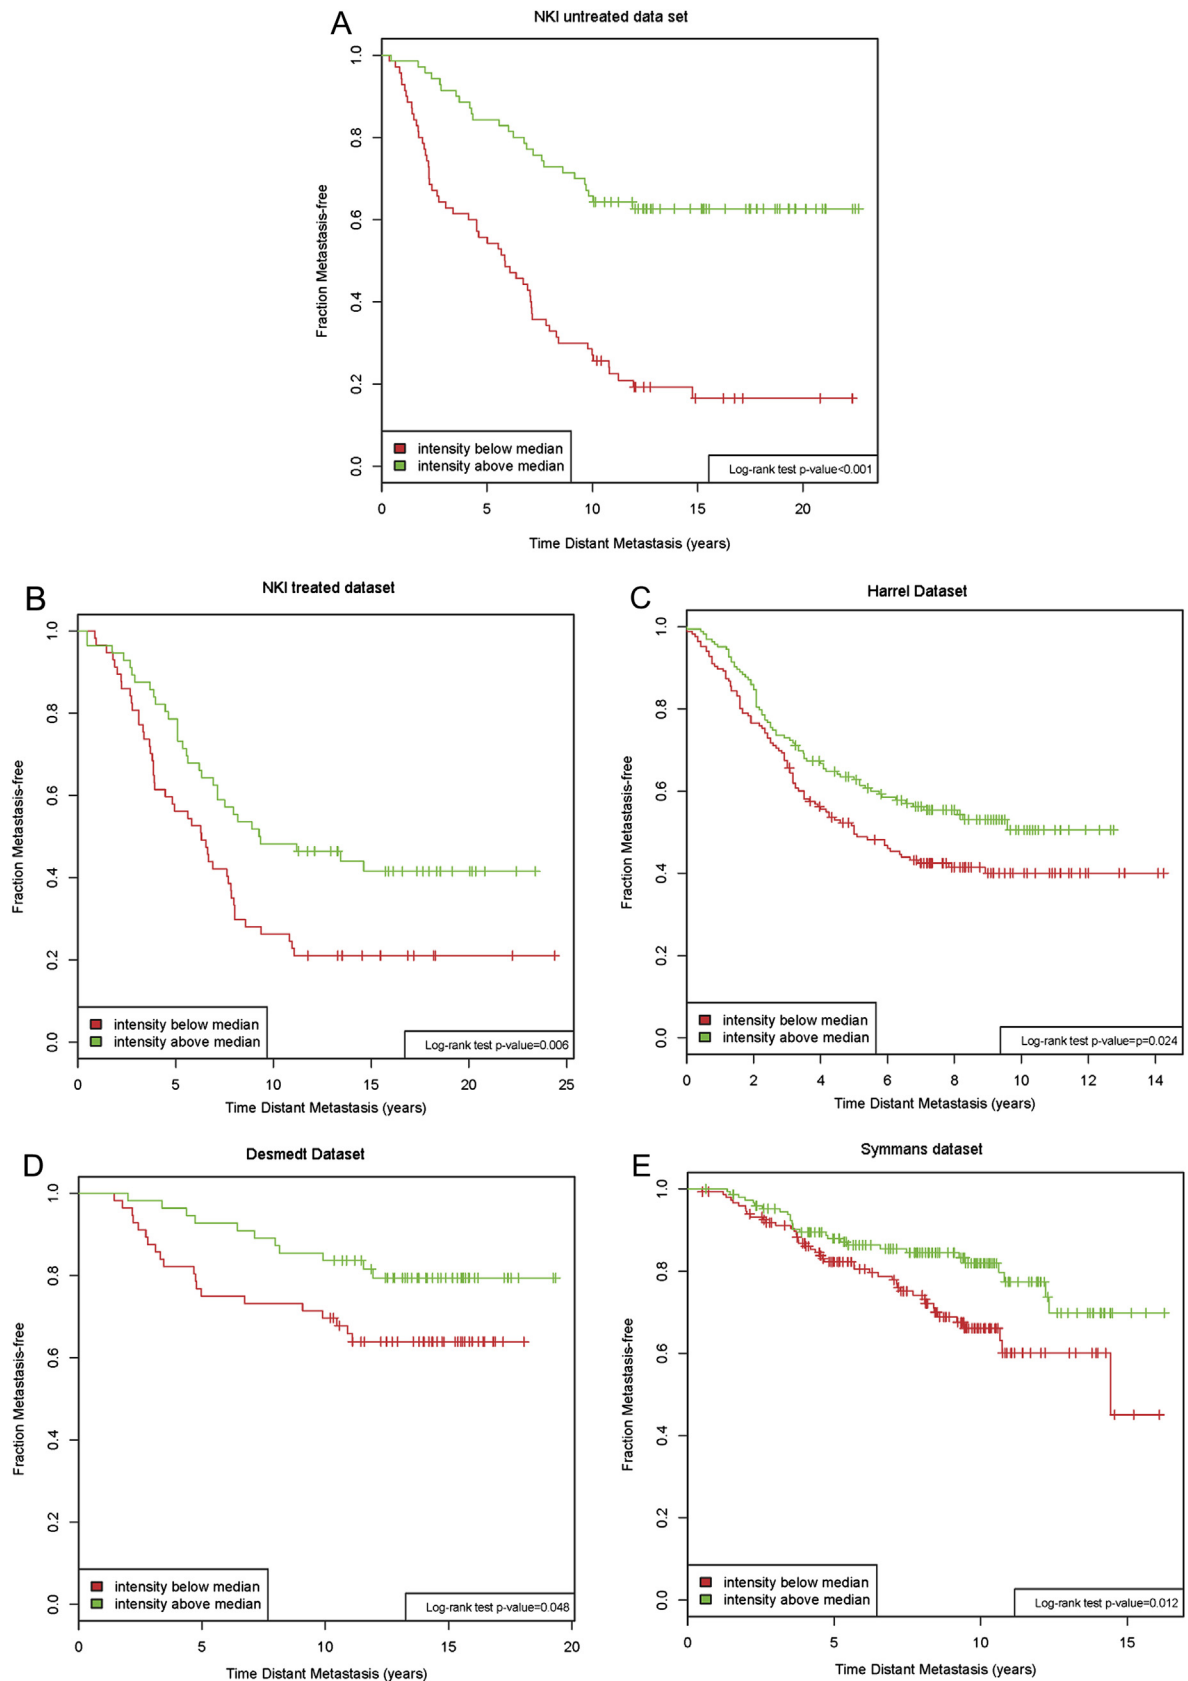 A
NKI untreated data set
1.0
0.8
0.6
0.4
0.2
0.0
Fraction Metastasis-free
intensity below median
intensity above median
Log-rank test p-value<0.001
0 5 10 15 20
Time Distant Metastasis (years)
B
NKI treated dataset
1.0
0.8
0.6
0.4
0.2
0.0
Fraction Metastasis-free
intensity below median
intensity above median
Log-rank test p-value=0.006
0 5 10 15 20 25
Time Distant Metastasis (years)
C
Harrel Dataset
1.0
0.8
0.6
0.4
0.2
0.0
Fraction Metastasis-free
intensity below median
intensity above median
Log-rank test p-value=p=0.024
0 2 4 6 8 10 12 14
Time Distant Metastasis (years)
D
Desmedt Dataset
1.0
0.8
0.6
0.4
0.2
0.0
Fraction Metastasis-free
intensity below median
intensity above median
Log-rank test p-value=0.048
0 5 10 15 20
Time Distant Metastasis (years)
E
Symmans dataset
1.0
0.8
0.6
0.4
0.2
0.0
Fraction Metastasis-free
intensity below median
intensity above median
Log-rank test p-value=0.012
0 5 10 15
Time Distant Metastasis (years)